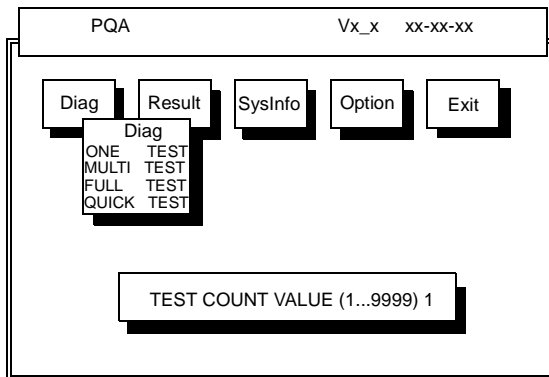 PQA Vx_x xx-xx-xx
Diag Result SysInfo Option Exit
Diag
ONE TEST
MULTI TEST
FULL TEST
QUICK TEST
TEST COUNT VALUE (1...9999) 1